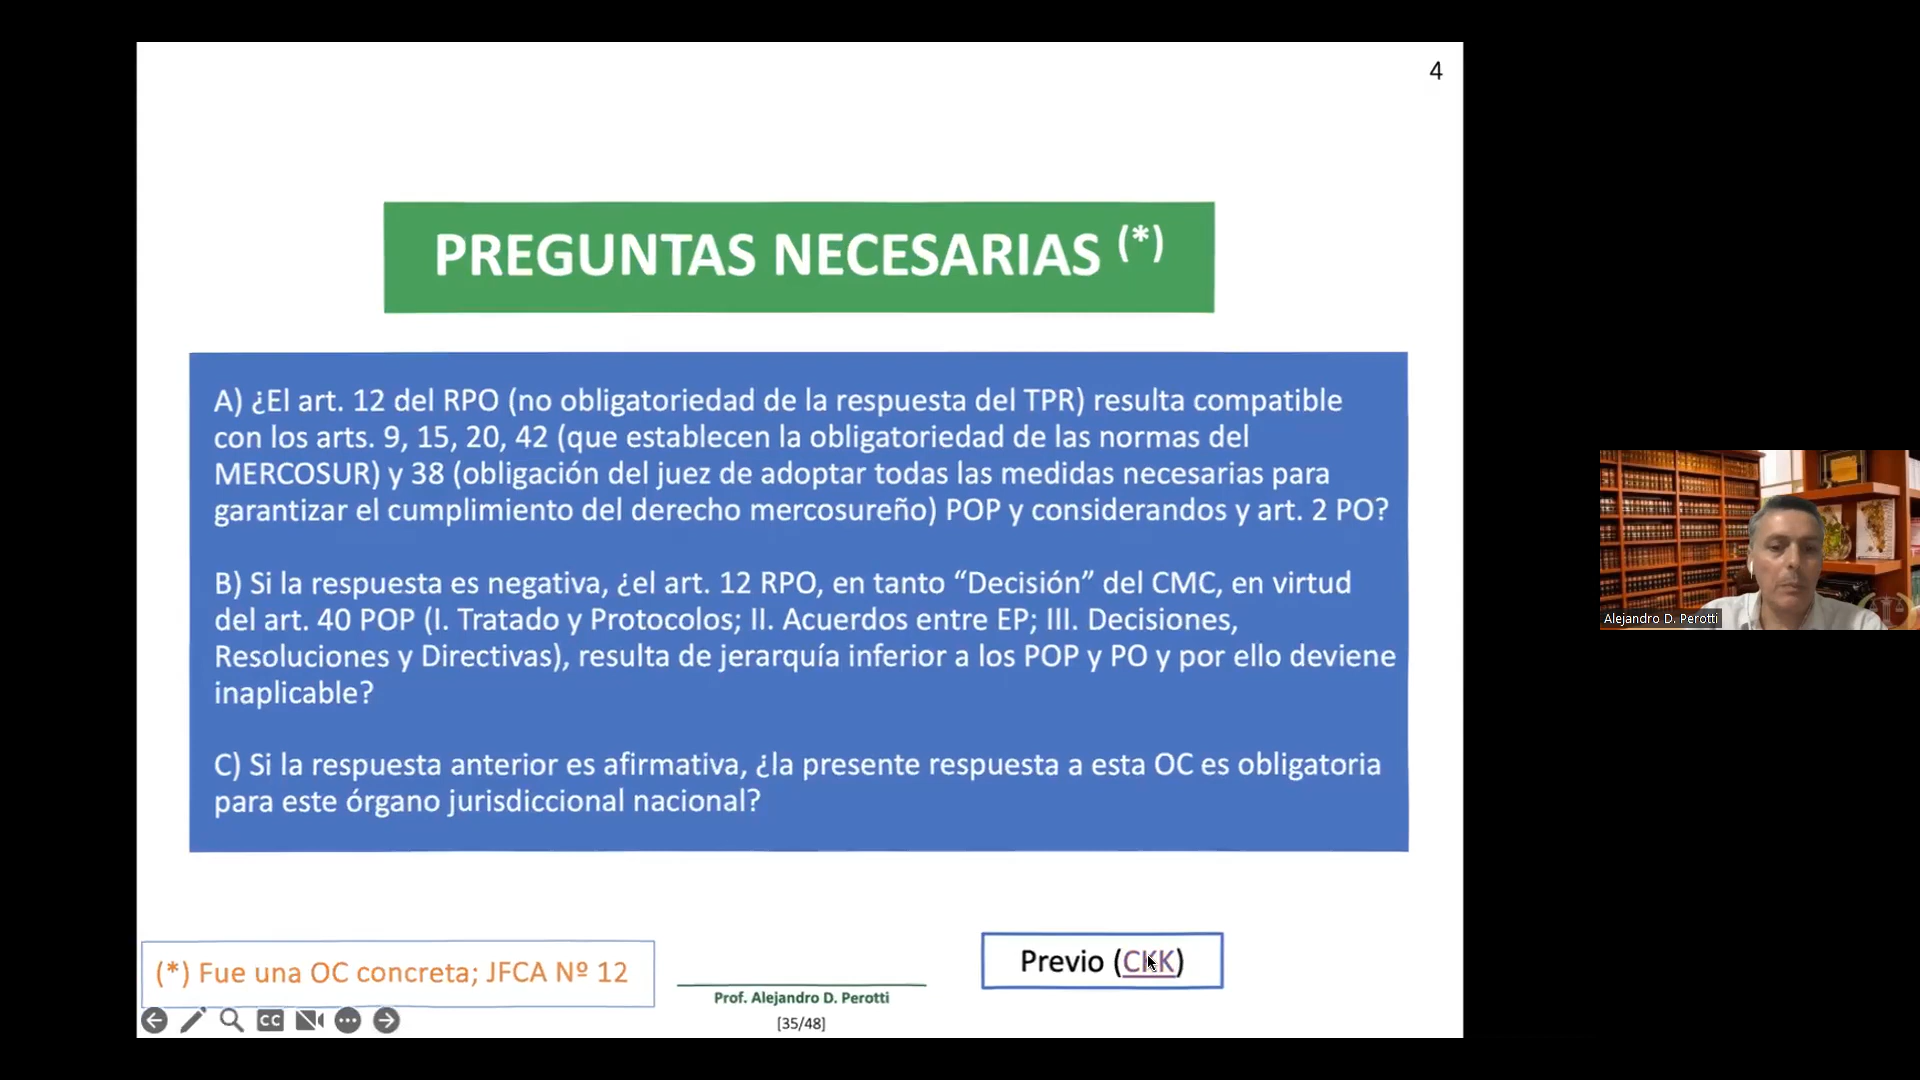 4
PREGUNTAS NECESARIAS (*)
A) ¿El art. 12 del RPO (no obligatoriedad de la respuesta del TPR) resulta compatible
con los arts. 9, 15, 20, 42 (que establecen la obligatoriedad de las normas del
MERCOSUR) y 38 (obligación del juez de adoptar todas las medidas necesarias para
garantizar el cumplimiento del derecho mercosureño) POP y considerandos y art. 2 PO?
B) Si la respuesta es negativa, ¿el art. 12 RPO, en tanto “Decisión” del CMC, en virtud
del art. 40 POP (I. Tratado y Protocolos; II. Acuerdos entre EP; III. Decisiones,
Resoluciones y Directivas), resulta de jerarquía inferior a los POP y PO y por ello deviene
inaplicable?
C) Si la respuesta anterior es afirmativa, ¿la presente respuesta a esta OC es obligatoria
para este órgano jurisdiccional nacional?
(*) Fue una OC concreta; JFCA Nº 12
Previo (CKK)
Prof. Alejandro D. Perotti
[35/48]
CC
Alejandro D. Perotti